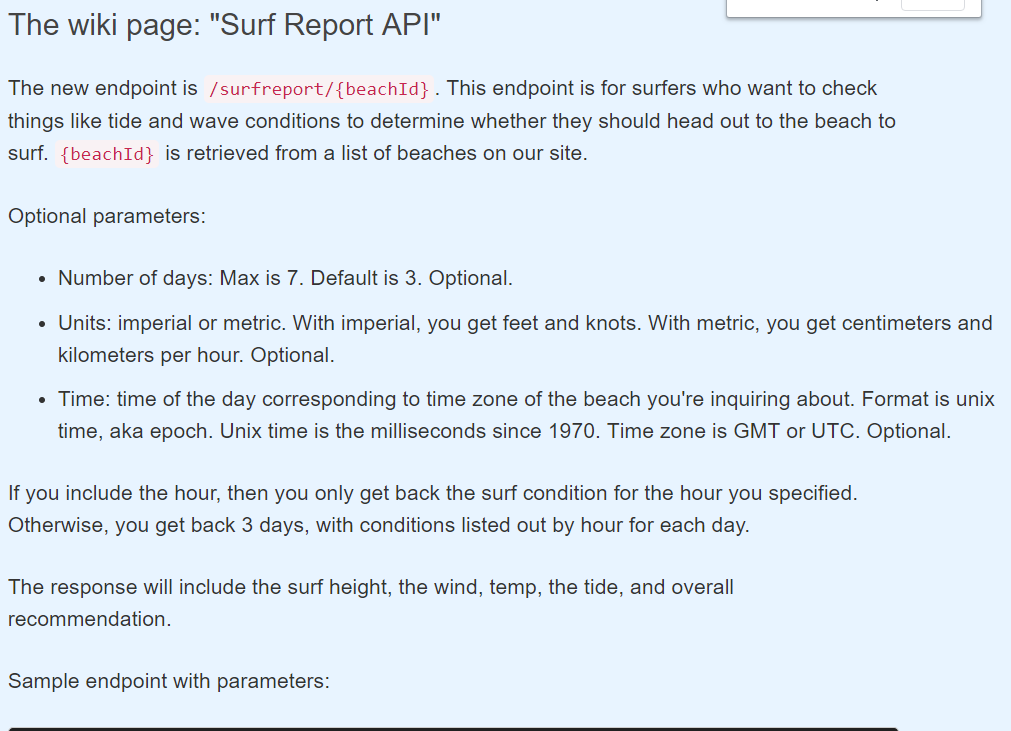 The wiki page: "Surf Report API"
The new endpoint is /surfreport/{beachId} . This endpoint is for surfers who want to check
things like tide and wave conditions to determine whether they should head out to the beach to
surf. {beachId} is retrieved from a list of beaches on our site.
Optional parameters:
• Number of days: Max is 7. Default is 3. Optional.
• Units: imperial or metric. With imperial, you get feet and knots. With metric, you get centimeters and
kilometers per hour. Optional.
• Time: time of the day corresponding to time zone of the beach you're inquiring about. Format is unix
time, aka epoch. Unix time is the milliseconds since 1970. Time zone is GMT or UTC. Optional.
If you include the hour, then you only get back the surf condition for the hour you specified.
Otherwise, you get back 3 days, with conditions listed out by hour for each day.
The response will include the surf height, the wind, temp, the tide, and overall
recommendation.
Sample endpoint with parameters: